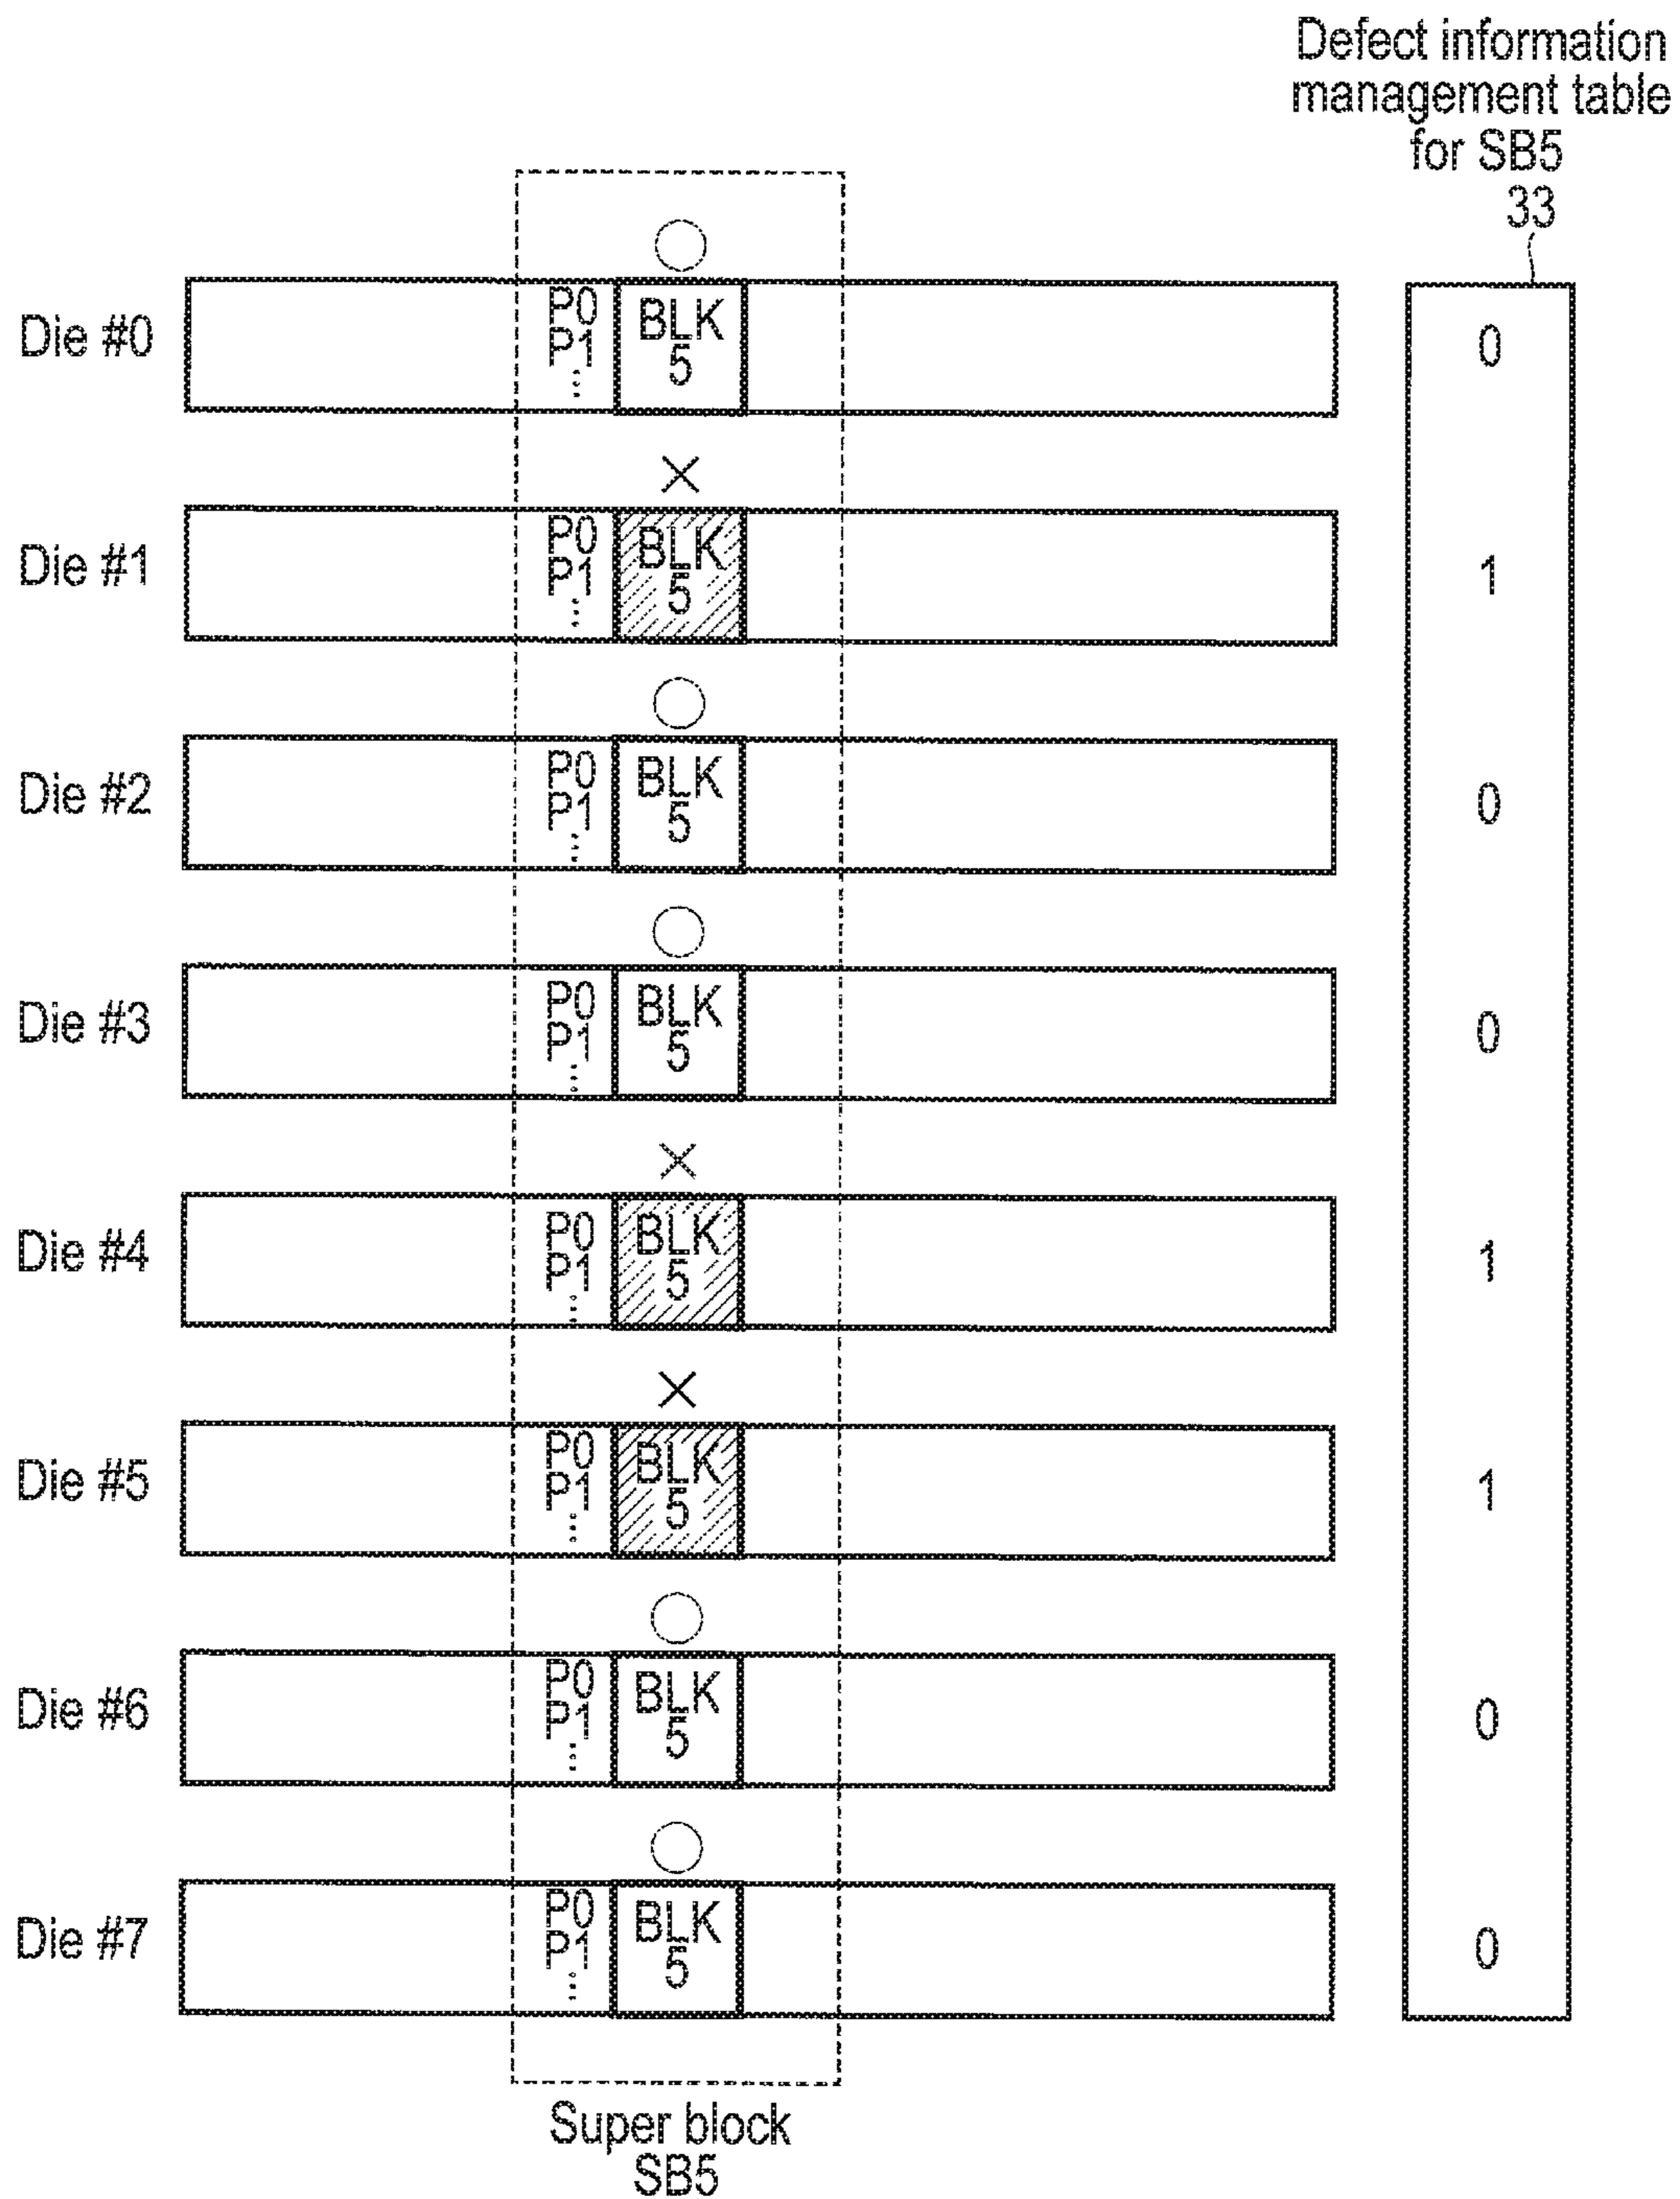 Defect information
management table
for SB5
33
Die #0
P0
P1
...
BLK
5
0
Die #1
P0
P1
...
BLK
5
1
Die #2
P0
P1
...
BLK
5
0
Die #3
P0
P1
...
BLK
5
0
Die #4
P0
P1
...
BLK
5
1
Die #5
P0
P1
...
BLK
5
1
Die #6
P0
P1
...
BLK
5
0
Die #7
P0
P1
...
BLK
5
0
Super block
SB5